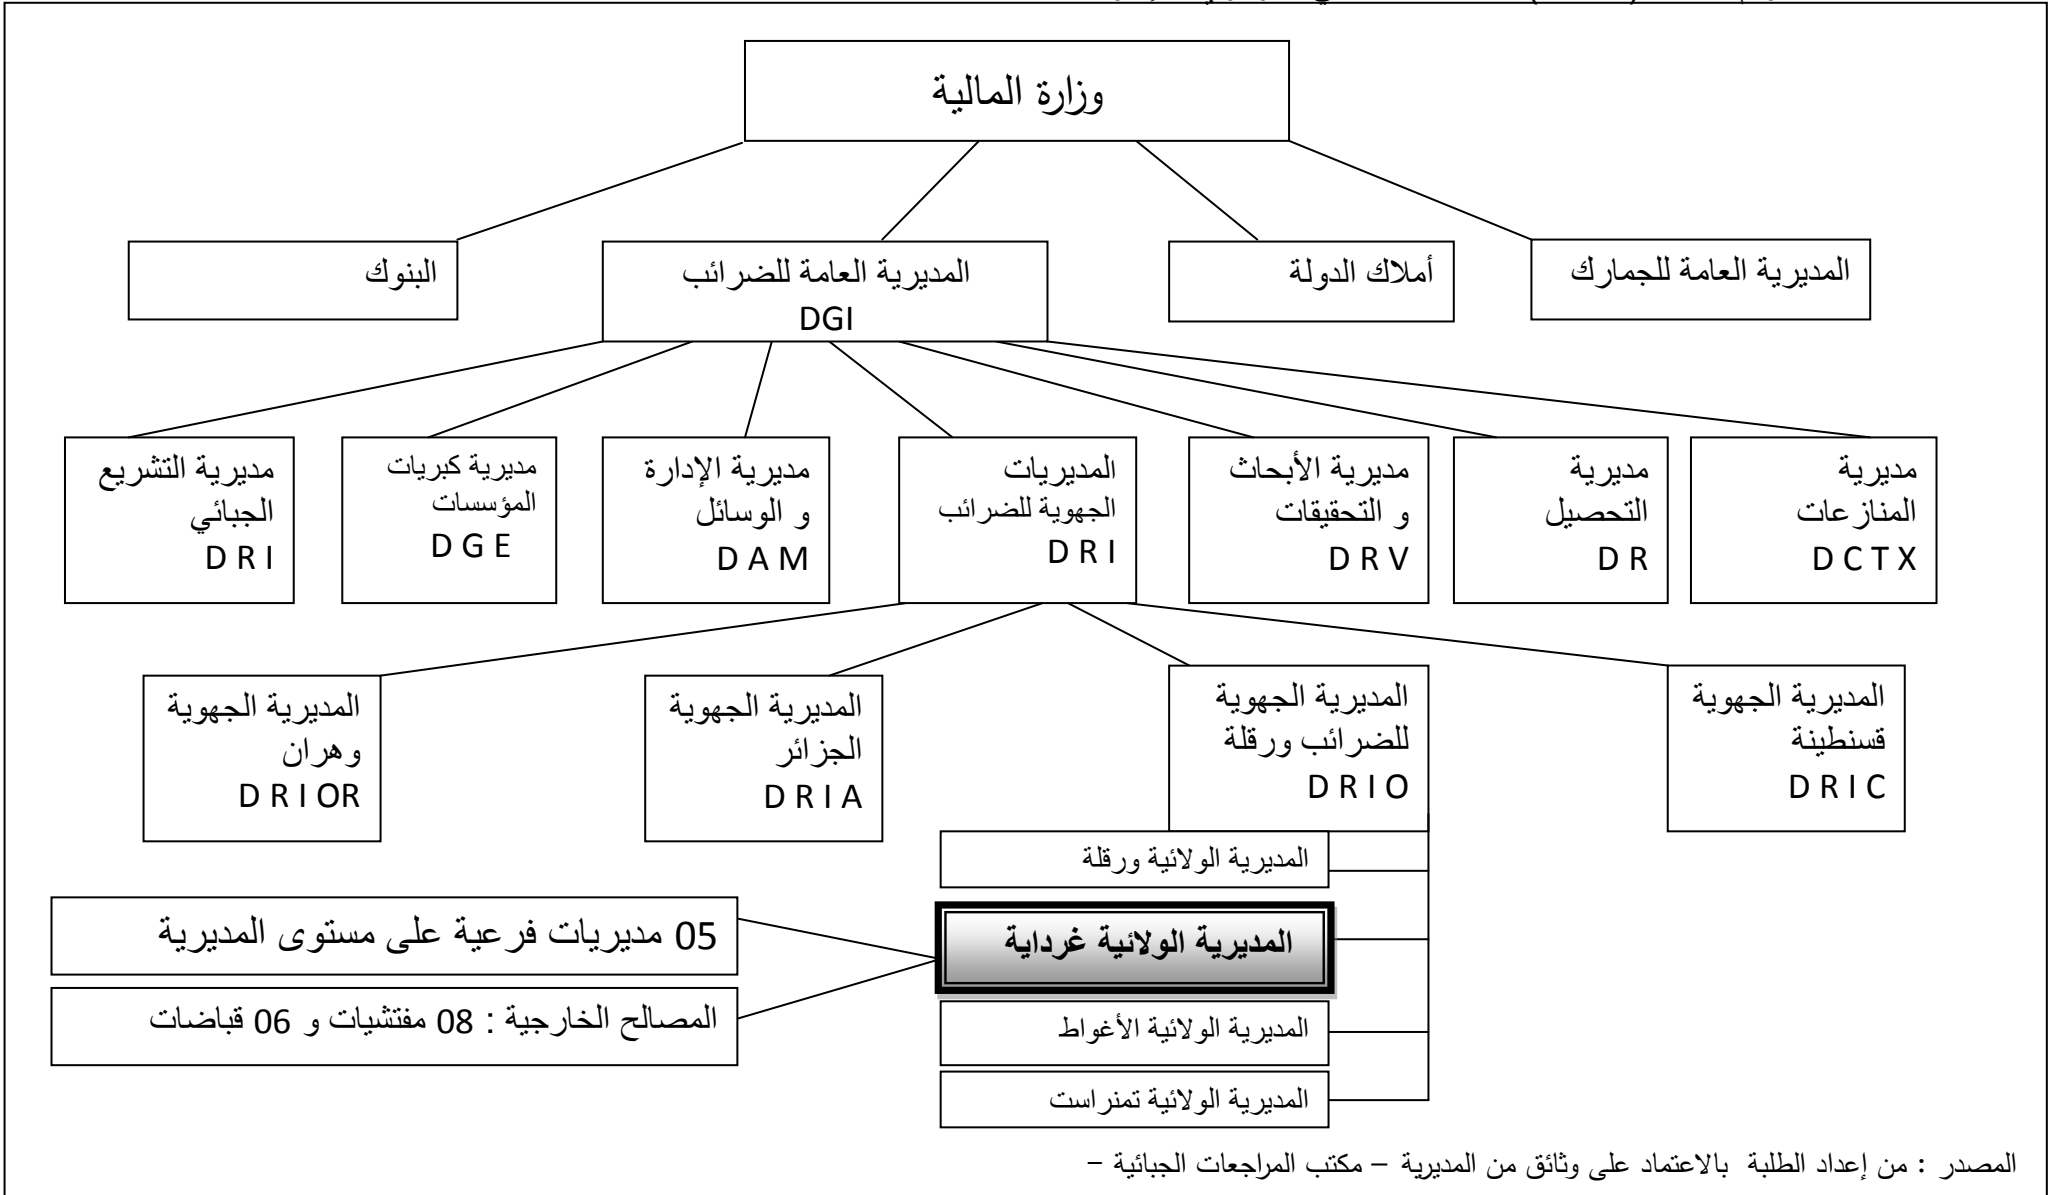 وزارة المالية
المديرية العامة للجمارك
أملاك الدولة
المديرية العامة للضرائب
DGI
البنوك
مديرية
المنازعات
D C T X
مديرية
التحصيل
D R
مديرية الأبحاث
و التحقيقات
D R V
المديريات
الجهوية للضرائب
D R I
مديرية الإدارة
و الوسائل
D A M
مديرية كبريات
المؤسسات
D G E
مديرية التشريع
الجبائي
D R I
المديرية الجهوية
قسنطينة
D R I C
المديرية الجهوية
للضرائب ورقلة
D R I O
المديرية الجهوية
الجزائر
D R I A
المديرية الجهوية
وهران
D R I OR
المديرية الولائية ورقلة
المديرية الولائية غرداية
المديرية الولائية الأغواط
المديرية الولائية تمنراست
05 مديريات فرعية على مستوى المديرية
المصالح الخارجية : 08 مفتشيات و 06 قباضات
المصدر : من إعداد الطلبة بالاعتماد على وثائق من المديرية – مكتب المراجعات الجبائية –